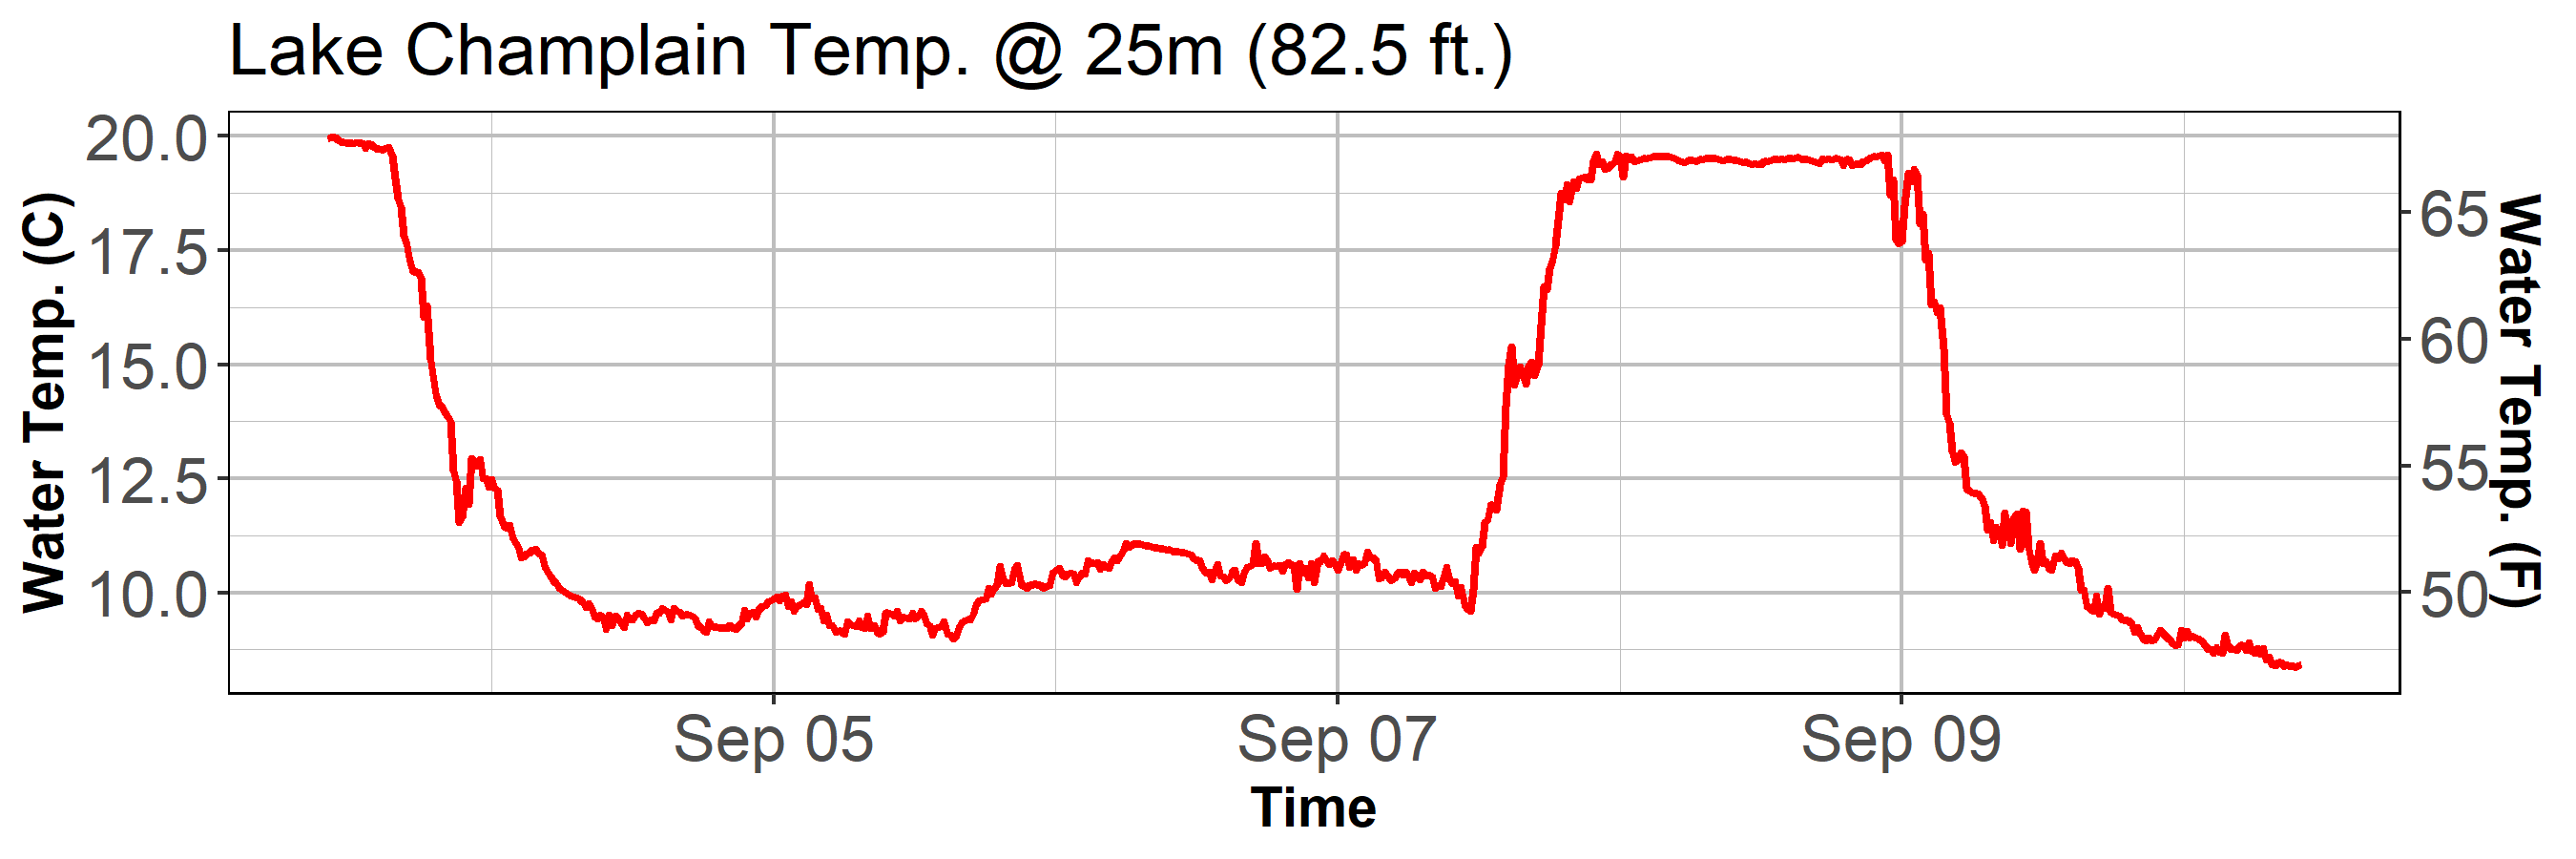 Lake Champlain Temp. @ 25m (82.5 ft.)
Water Temp. (C)
20.0
17.5
15.0
12.5
10.0
65
60
55
50
Water Temp. (F)
Sep 05 Sep 07 Sep 09
Time